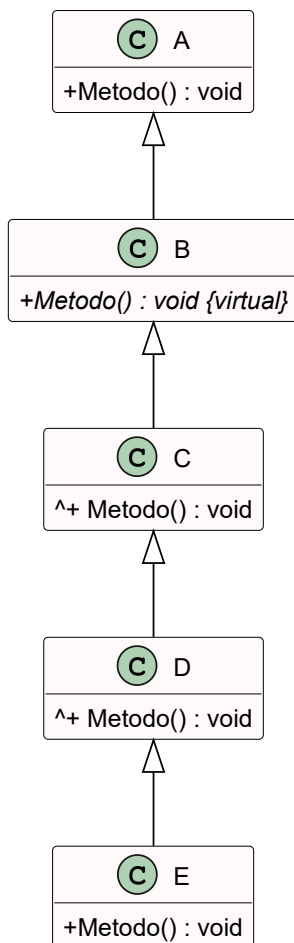 C A
+Metodo() : void
C B
+Metodo() : void {virtual}
C C
^+ Metodo() : void
C D
^+ Metodo() : void
C E
+Metodo() : void